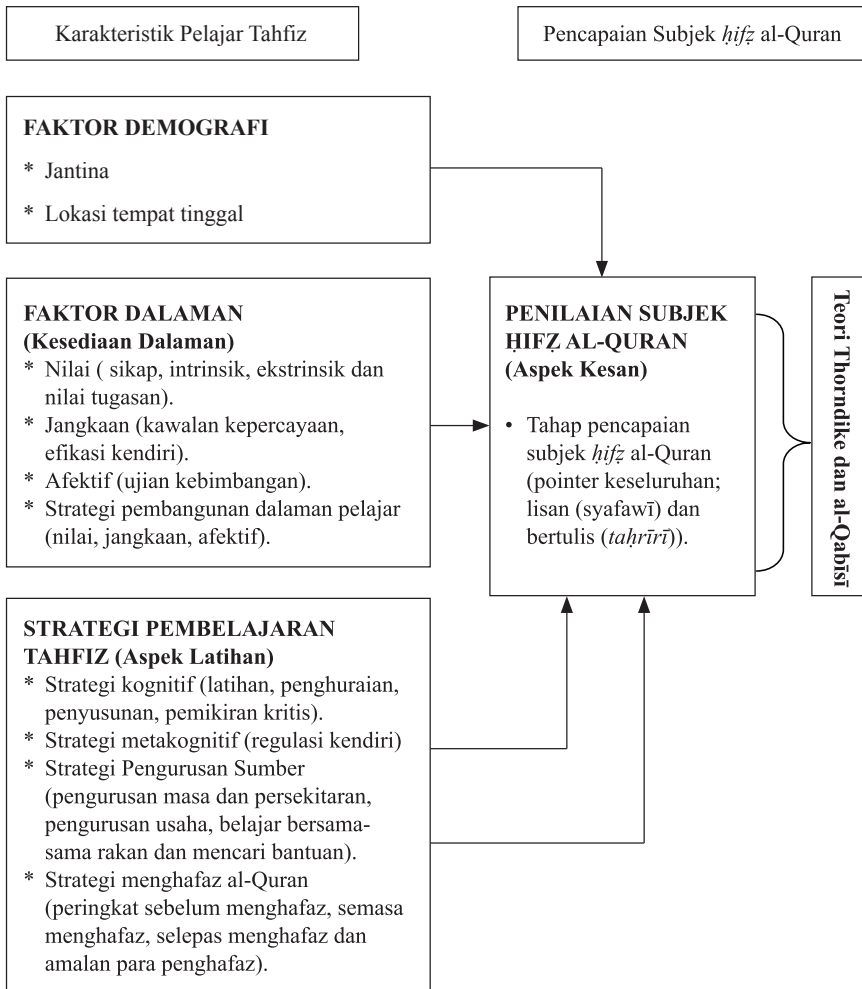 Karakteristik Pelajar Tahfiz
Pencapaian Subjek ḥifẓ al-Quran
FAKTOR DEMOGRAFI
* Jantina
* Lokasi tempat tinggal
FAKTOR DALAMAN
(Kesediaan Dalaman)
* Nilai ( sikap, intrinsik, ekstrinsik dan
nilai tugasan).
* Jangkaan (kawalan kepercayaan,
efikasi kendiri).
* Afektif (ujian kebimbangan).
* Strategi pembangunan dalaman pelajar
(nilai, jangkaan, afektif).
STRATEGI PEMBELAJARAN
TAHFIZ (Aspek Latihan)
* Strategi kognitif (latihan, penghuraian,
penyusunan, pemikiran kritis).
* Strategi metakognitif (regulasi kendiri)
* Strategi Pengurusan Sumber
(pengurusan masa dan persekitaran,
pengurusan usaha, belajar bersama-
sama rakan dan mencari bantuan).
* Strategi menghafaz al-Quran
(peringkat sebelum menghafaz, semasa
menghafaz, selepas menghafaz dan
amalan para penghafaz).
PENILAIAN SUBJEK
ḤIFẒ AL-QURAN
(Aspek Kesan)
• Tahap pencapaian
subjek ḥifẓ al-Quran
(pointer keseluruhan;
lisan (syafawī) dan
bertulis (taḥrīrī)).
Teori Thorndike dan al-Qabīsī